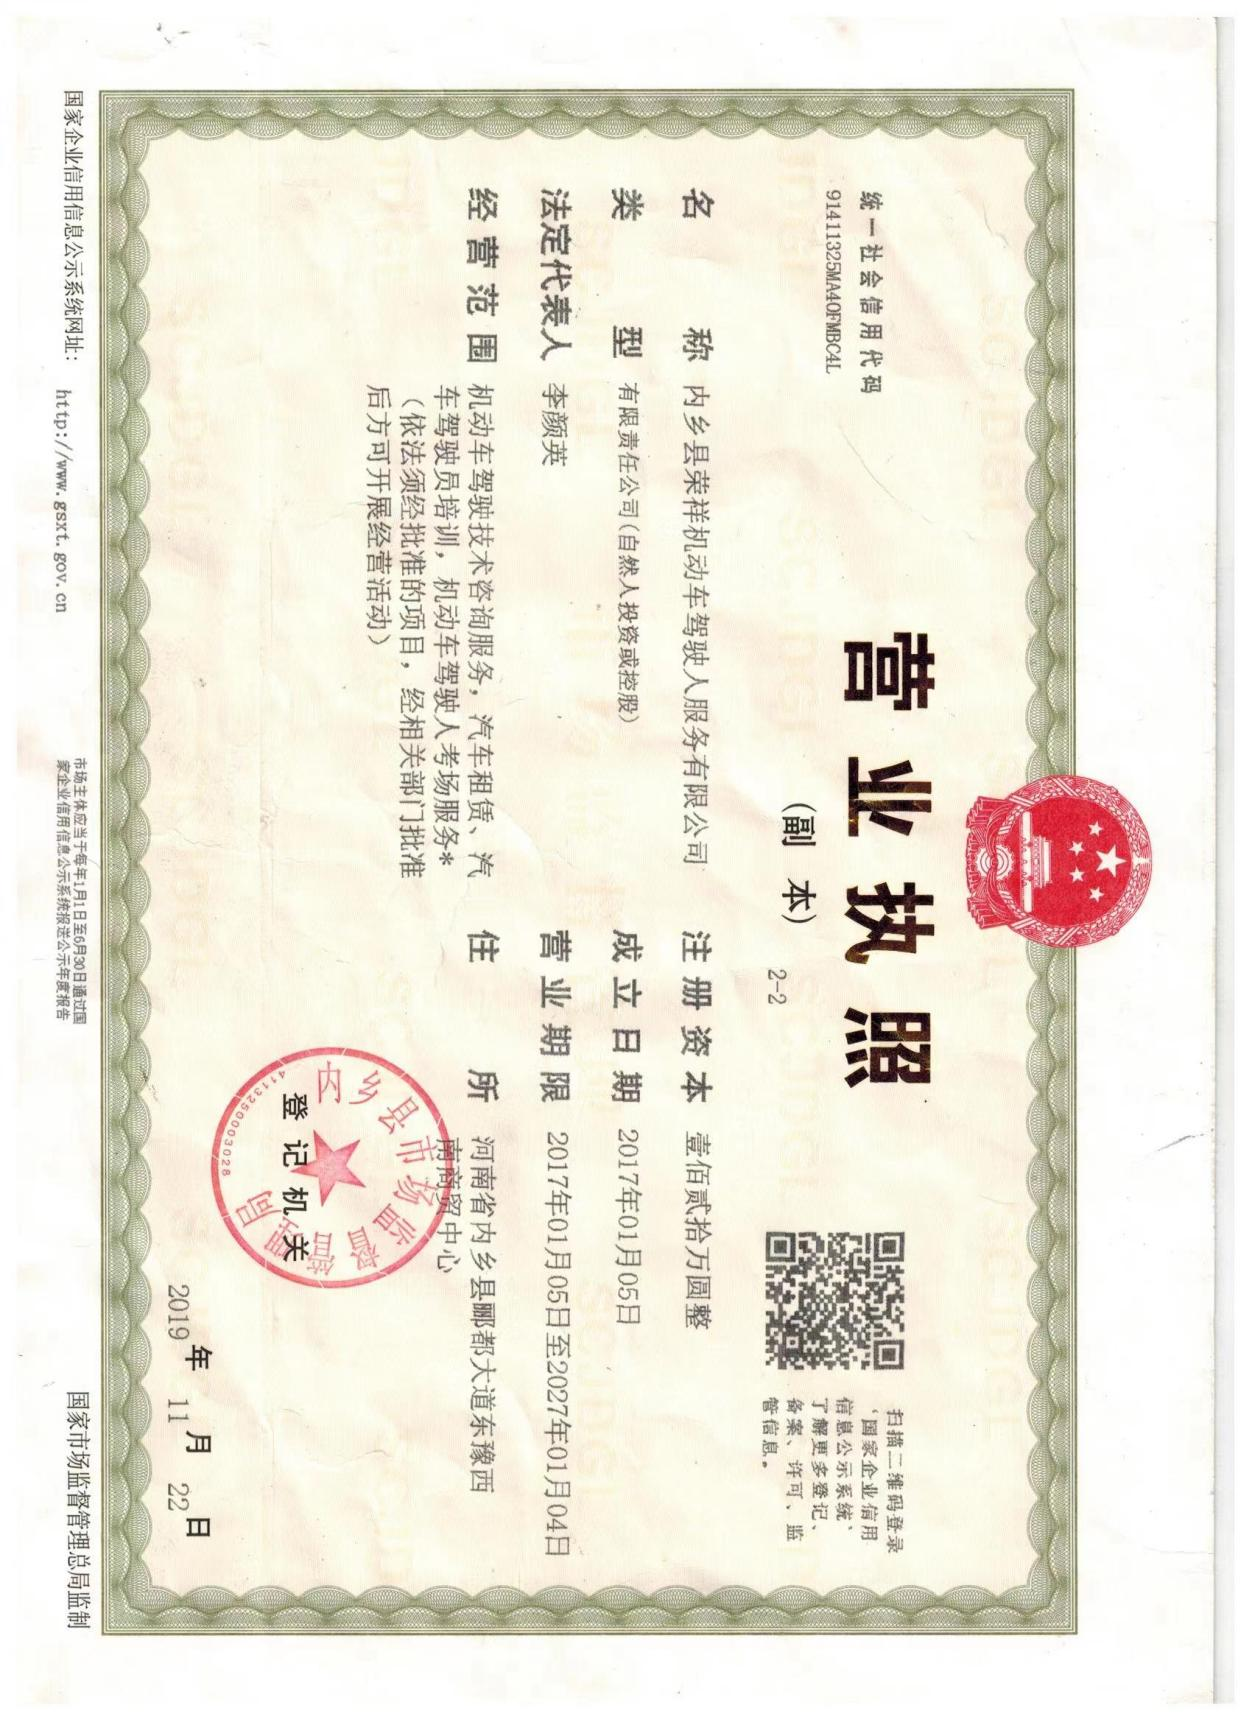 统一社会信用代码
91411325MA40FMBC4L
营业执照
(副 本)
2-2
扫描二维码登录
‘国家企业信用
信息公示系统’
了解更多登记、
备案、许可、监
管信息。
名 称 内乡县荣祥机动车驾驶人服务有限公司
类 型 有限责任公司(自然人投资或控股)
法定代表人 李颜英
经营范围 机动车驾驶技术咨询服务，汽车租赁、汽
车驾驶员培训，机动车驾驶人考场服务*
（依法须经批准的项目，经相关部门批准
后方可开展经营活动）
注册资本 壹佰贰拾万圆整
成立日期 2017年01月05日
营业期限 2017年01月05日至2027年01月04日
住 所 河南省内乡县郦都大道东豫西
南商贸中心
登记机关
内乡县市场监督管理局
4113250003028
2019年 11月 22日
国家企业信用信息公示系统网址： http://www.gsxt.gov.cn
市场主体应当于每年1月1日至6月30日通过国
家企业信用信息公示系统报送公示年度报告
国家市场监督管理总局监制